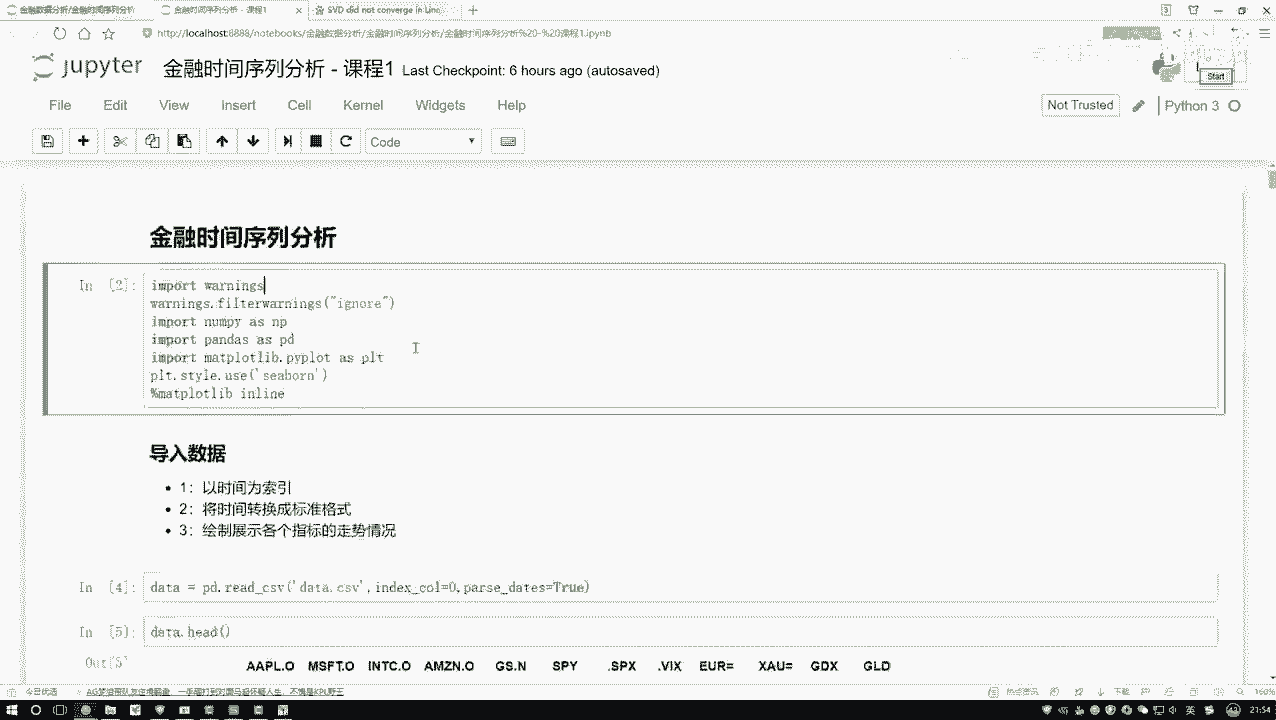 金融数据分析/金融时间序列分析
金融时间序列分析 - 课程1
SVD did not converge in Lin
http://localhost:8888/notebooks/金融数据分析/金融时间序列分析/金融时间序列分析%20-%20课程1.ipynb
jupyter 金融时间序列分析 - 课程1 Last Checkpoint: 6 hours ago (autosaved)
Start
File Edit View Insert Cell Kernel Widgets Help
Not Trusted Python 3
Code
金融时间序列分析
In [2]:
import warnings
warnings.filterwarnings("ignore")
import numpy as np
import pandas as pd
import matplotlib.pyplot as plt
plt.style.use('seaborn')
%matplotlib inline
导入数据
1：以时间为索引
2：将时间转换成标准格式
3：绘制展示各个指标的走势情况
In [4]: data = pd.read_csv('data.csv',index_col=0,parse_dates=True)
In [5]: data.head()
Out[5]
AAPL.O MSFT.O INTC.O AMZN.O GS.N SPY .SPX .VIX EUR= XAU= GDX GLD
今日优选
热点资讯 下载 160%
英 21:54